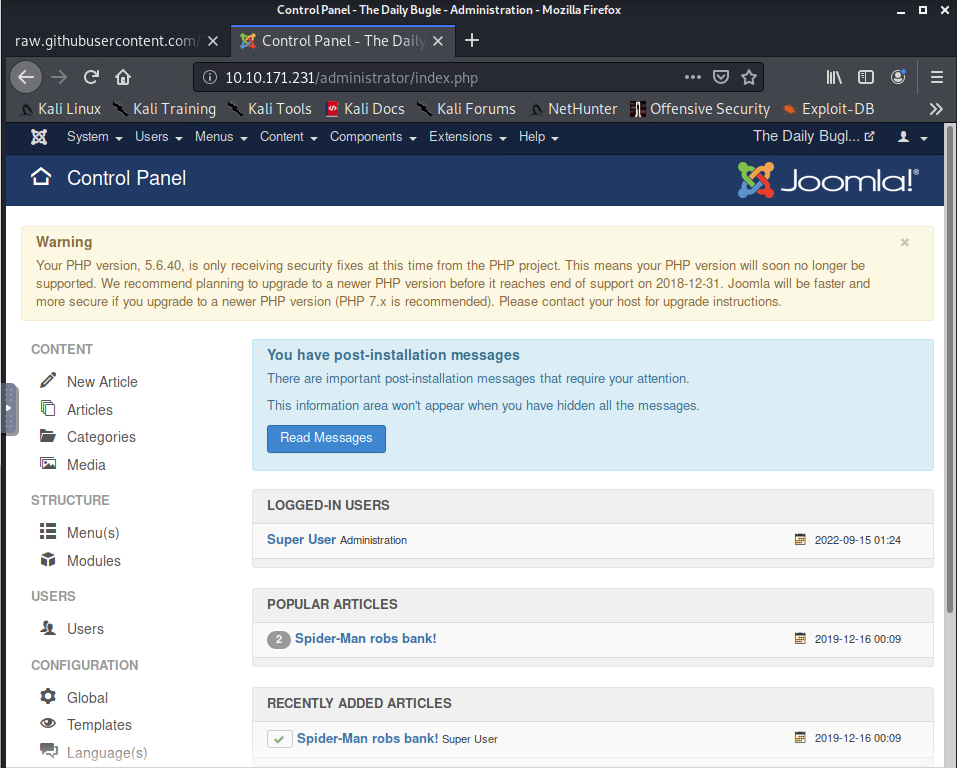 Control Panel - The Daily Bugle - Administration - Mozilla Firefox
raw.githubusercontent.com/
Control Panel - The Daily
10.10.171.231/administrator/index.php
Kali Linux Kali Training Kali Tools Kali Docs Kali Forums NetHunter Offensive Security Exploit-DB
System Users Menus Content Components Extensions Help The Daily Bugl...
Control Panel Joomla!®
Warning
Your PHP version, 5.6.40, is only receiving security fixes at this time from the PHP project. This means your PHP version will soon no longer be
supported. We recommend planning to upgrade to a newer PHP version before it reaches end of support on 2018-12-31. Joomla will be faster and
more secure if you upgrade to a newer PHP version (PHP 7.x is recommended). Please contact your host for upgrade instructions.
CONTENT
New Article
Articles
Categories
Media
STRUCTURE
Menu(s)
Modules
USERS
Users
CONFIGURATION
Global
Templates
Language(s)
You have post-installation messages
There are important post-installation messages that require your attention.
This information area won't appear when you have hidden all the messages.
Read Messages
LOGGED-IN USERS
Super User Administration 2022-09-15 01:24
POPULAR ARTICLES
2 Spider-Man robs bank! 2019-12-16 00:09
RECENTLY ADDED ARTICLES
Spider-Man robs bank! Super User 2019-12-16 00:09